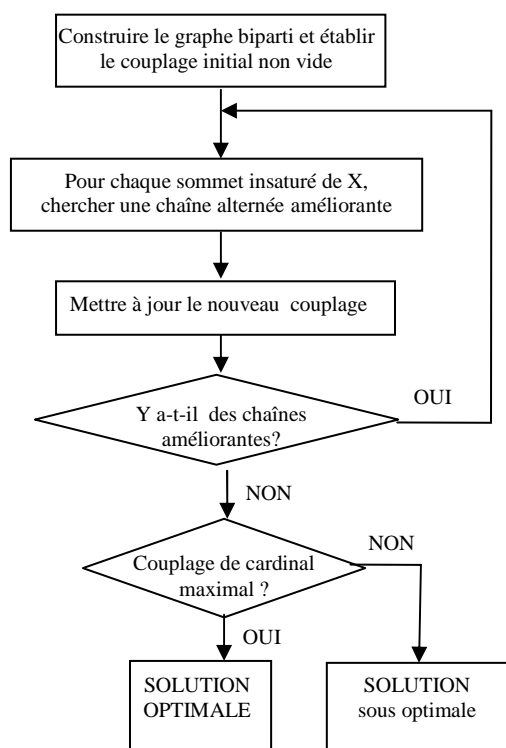 Construire le graphe biparti et établir
le couplage initial non vide
Pour chaque sommet insaturé de X,
chercher une chaîne alternée améliorante
Mettre à jour le nouveau couplage
Y a-t-il des chaînes
améliorantes?
OUI
NON
Couplage de cardinal
maximal ?
NON
OUI
SOLUTION
OPTIMALE
SOLUTION
sous optimale